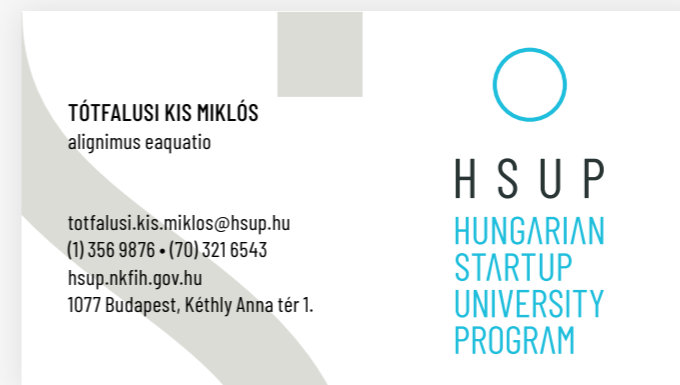 TÓTFALUSI KIS MIKLÓS
alignimus eaquatio
totfalusi.kis.miklos@hsup.hu
(1) 356 9876 • (70) 321 6543
hsup.nkfih.gov.hu
1077 Budapest, Kéthly Anna tér 1.
HSUP
HUNGARIAN
STARTUP
UNIVERSITY
PROGRAM